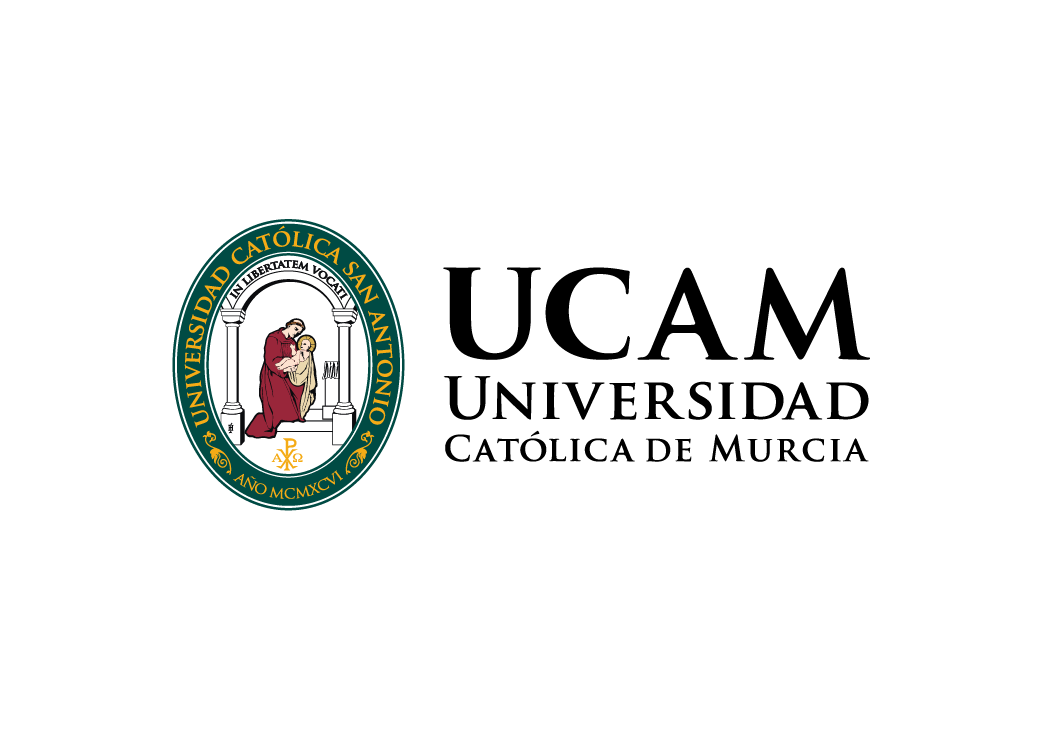 UNIVERSIDAD CATÓLICA SAN ANTONIO
IN LIBERTATEM VOCATI
Α Ω
AÑO MCMXCVI
UCAM
UNIVERSIDAD
CATÓLICA DE MURCIA